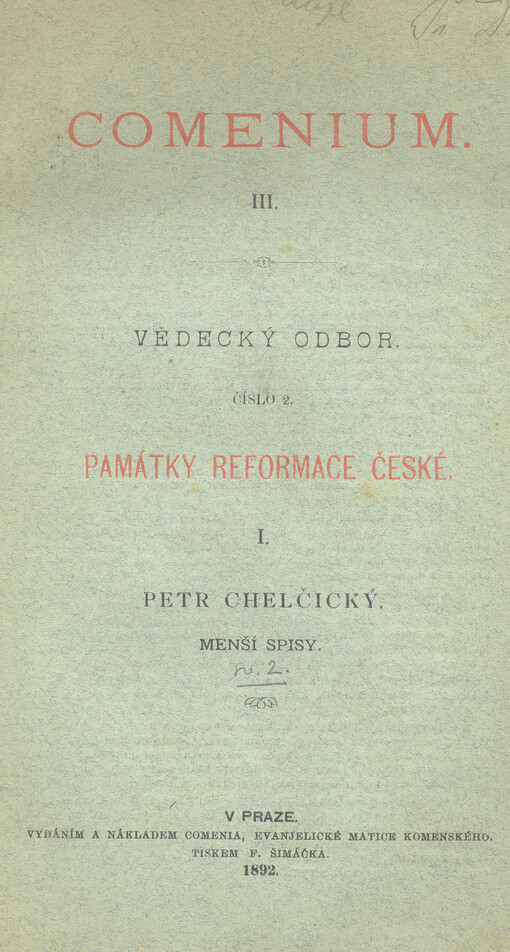 COMENIUM.
III.
VĚDECKÝ ODBOR.
ČÍSLO 2.
PAMÁTKY REFORMACE ČESKÉ.
I.
PETR CHELČICKÝ.
MENŠÍ SPISY.
V PRAZE.
VYDÁNÍM A NÁKLADEM COMENIA, EVANJELICKÉ MATICE KOMENSKÉHO.
TISKEM F. ŠIMÁČKA.
1892.